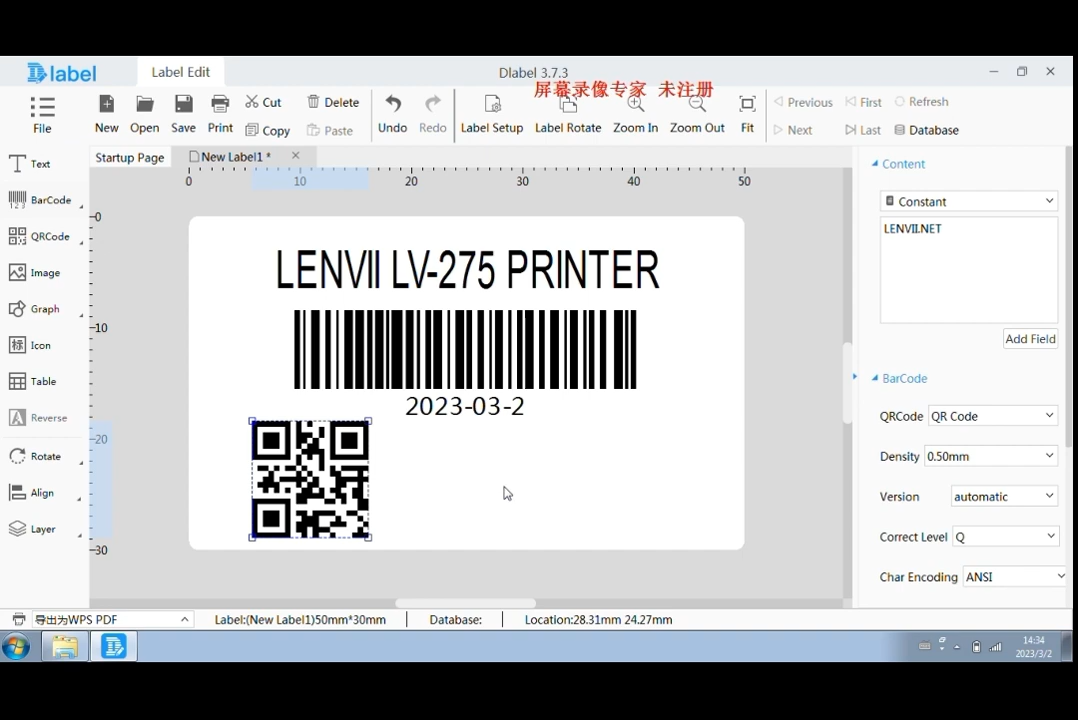 Dlabel
Label Edit
Dlabel 3.7.3
屏幕录像专家 未注册
File
New
Open
Save
Print
Cut
Copy
Delete
Paste
Undo
Redo
Label Setup
Label Rotate
Zoom In
Zoom Out
Fit
Previous
First
Refresh
Next
Last
Database
Startup Page
New Label1 *
Text
BarCode
QRCode
Image
Graph
Icon
Table
Reverse
Rotate
Align
Layer
0 10 20 30 40 50
0
10
20
30
LENVII LV-275 PRINTER
2023-03-2
Content
Constant
LENVII.NET
Add Field
BarCode
QRCode QR Code
Density 0.50mm
Version automatic
Correct Level Q
Char Encoding ANSI
导出为WPS PDF
Label:(New Label1)50mm*30mm
Database:
Location:28.31mm 24.27mm
14:34
2023/3/2